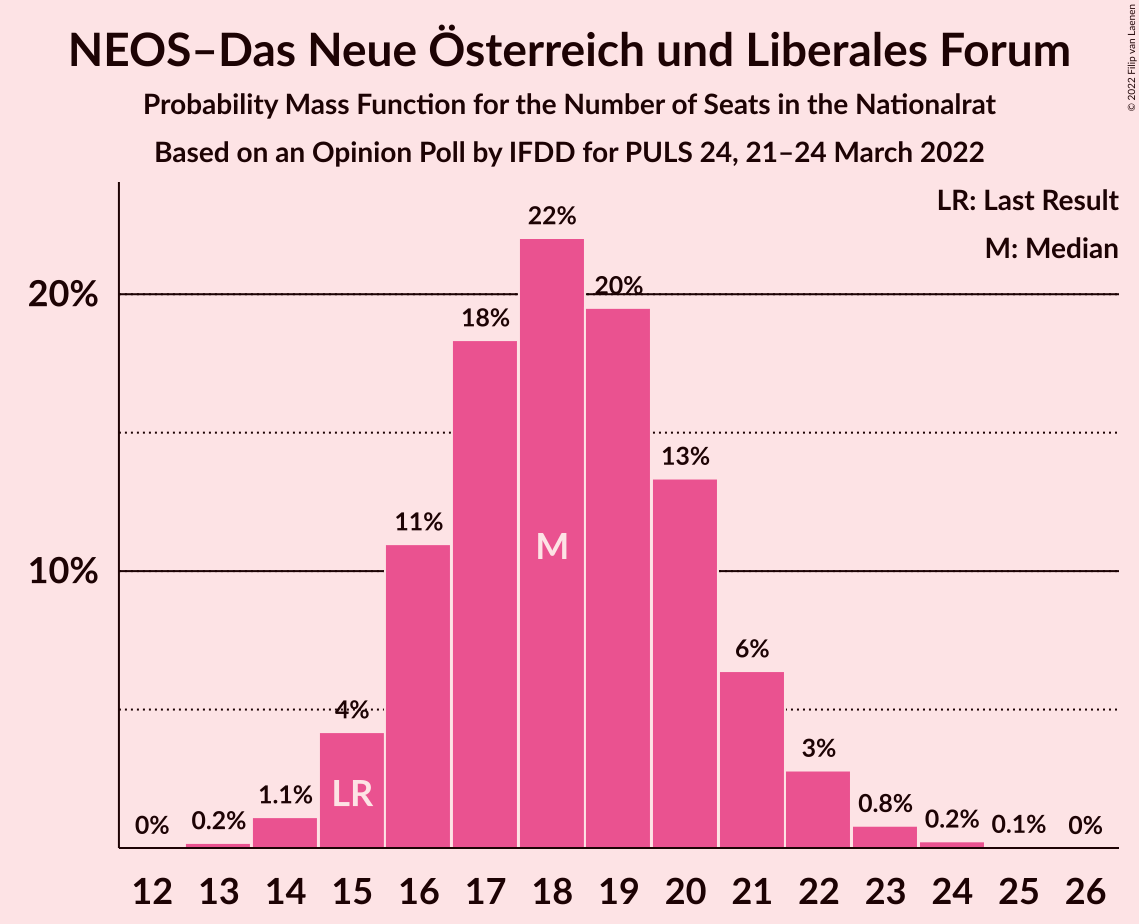 NEOS–Das Neue Österreich und Liberales Forum
Probability Mass Function for the Number of Seats in the Nationalrat
Based on an Opinion Poll by IFDD for PULS 24, 21–24 March 2022
© 2022 Filip van Laenen
LR: Last Result
M: Median
20%
10%
0%
0.2%
1.1%
4%
11%
18%
22%
20%
13%
6%
3%
0.8%
0.2%
0.1%
0%
LR
M
12 13 14 15 16 17 18 19 20 21 22 23 24 25 26